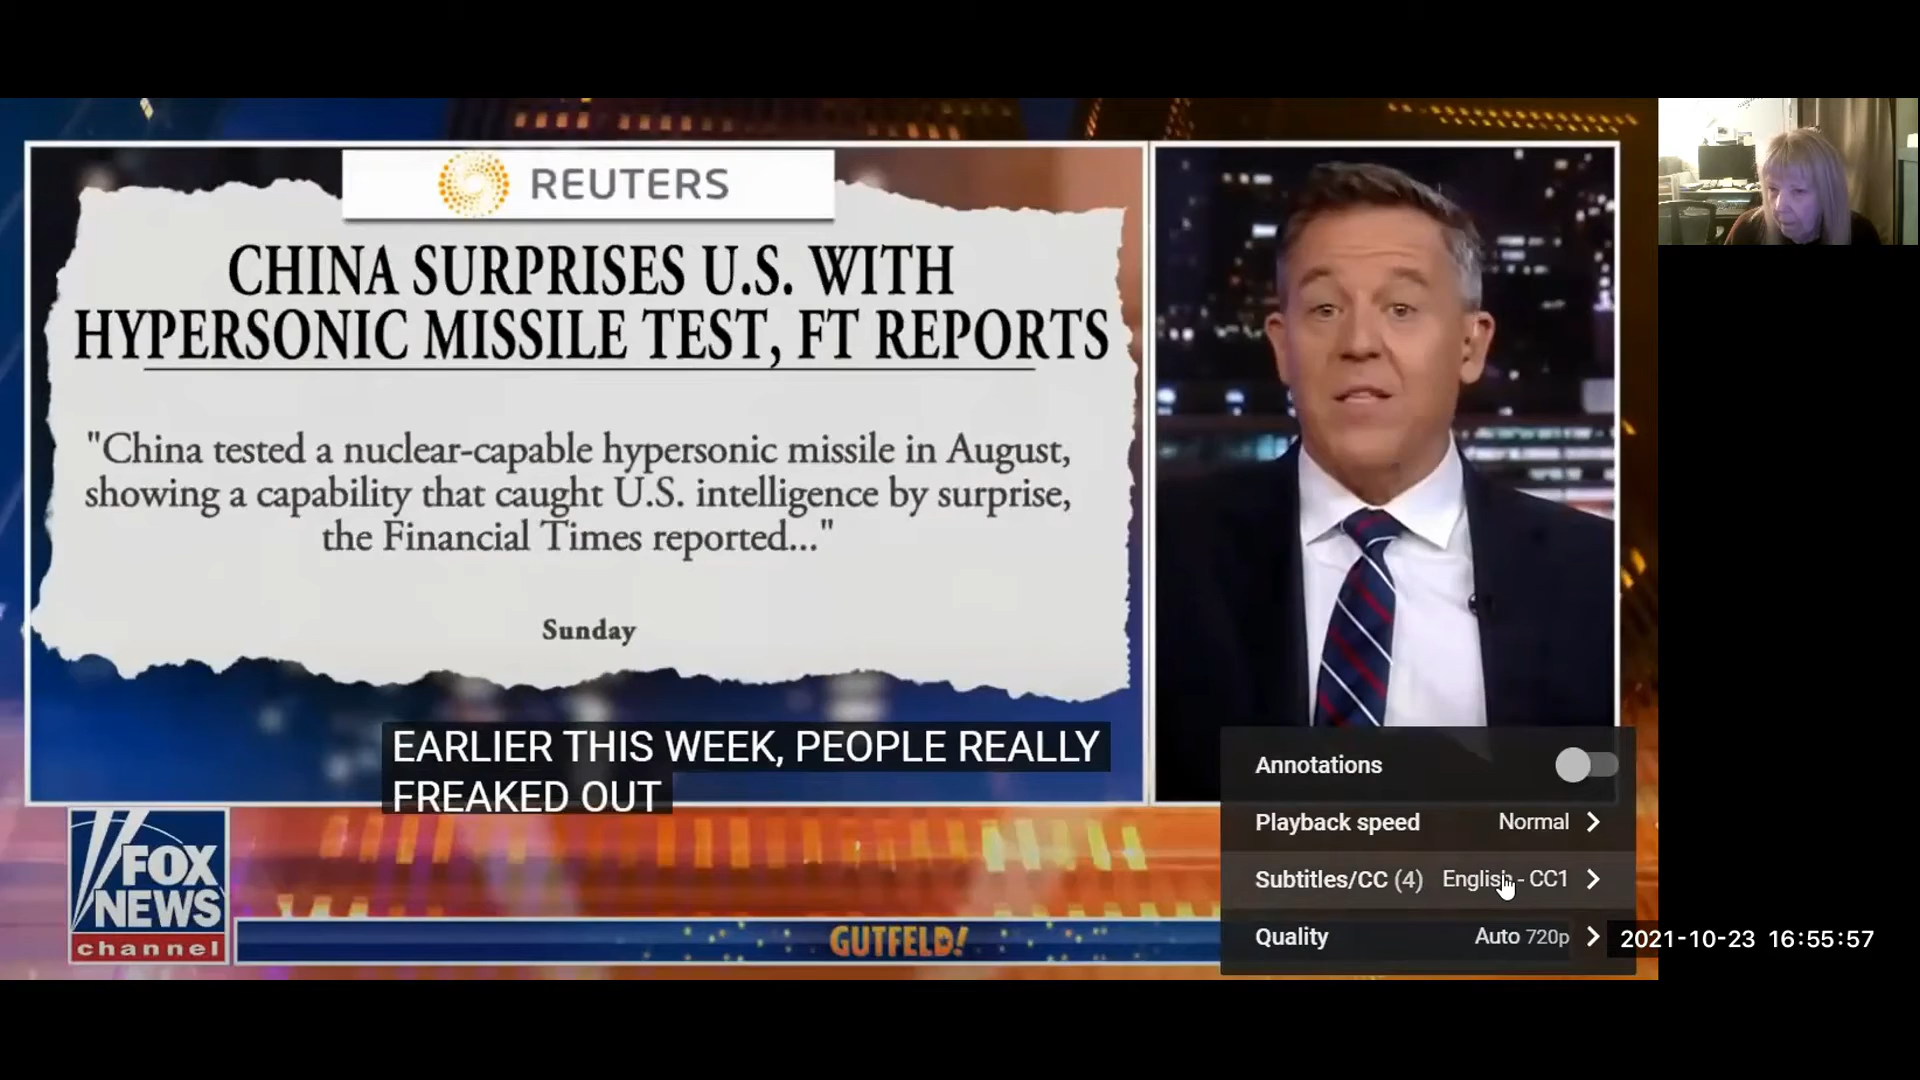 REUTERS
CHINA SURPRISES U.S. WITH
HYPERSONIC MISSILE TEST, FT REPORTS
"China tested a nuclear-capable hypersonic missile in August,
showing a capability that caught U.S. intelligence by surprise,
the Financial Times reported..."
Sunday
EARLIER THIS WEEK, PEOPLE REALLY
FREAKED OUT
Annotations
Playback speed Normal
Subtitles/CC (4) English - CC1
Quality Auto 720p
FOX
NEWS
channel
GUTFELD!
2021-10-23 16:55:57